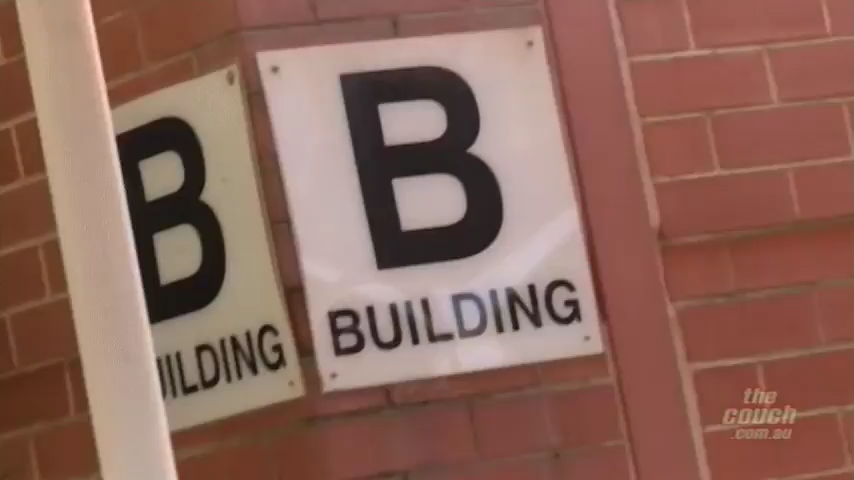 B
UILDING
B
BUILDING
the
couch
.com.au